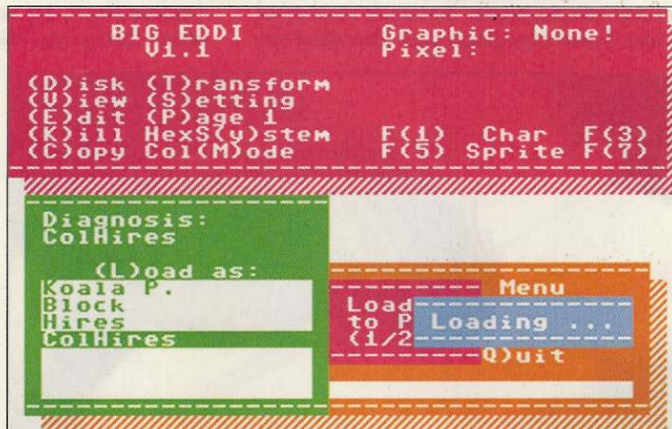 BIG EDDI Graphic: None!
V1.1 Pixel:
(D)isk (T)ransform
(V)iew (S)etting
(E)dit (P)age 1
(K)ill HexS(y)stem F(1) Char F(3)
(C)opy Col(M)ode F(5) Sprite F(7)
Diagnosis:
ColHires
(L)oad as:
Koala P.
Block
Hires
ColHires
Menu
Load
to P
(1/2
Loading ...
Q)uit